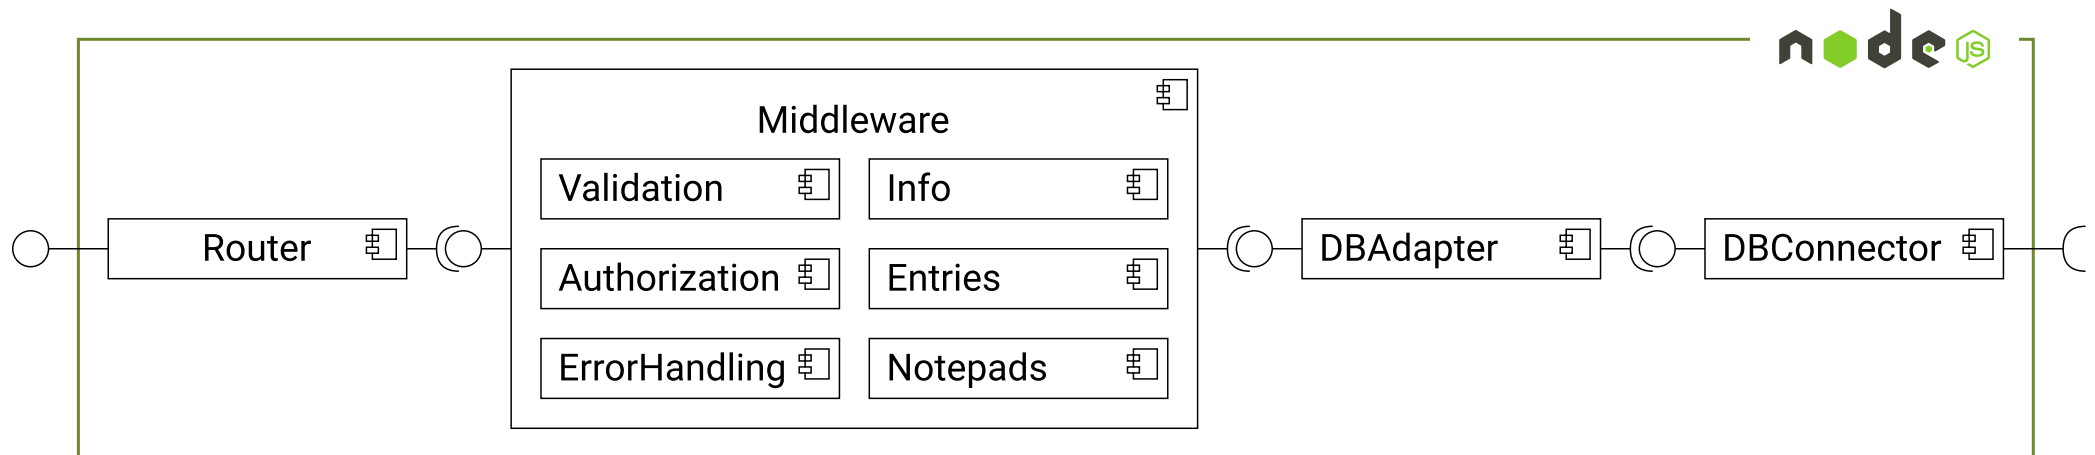 node JS
Middleware
Validation
Info
Router
DBAdapter
DBConnector
Authorization
Entries
ErrorHandling
Notepads